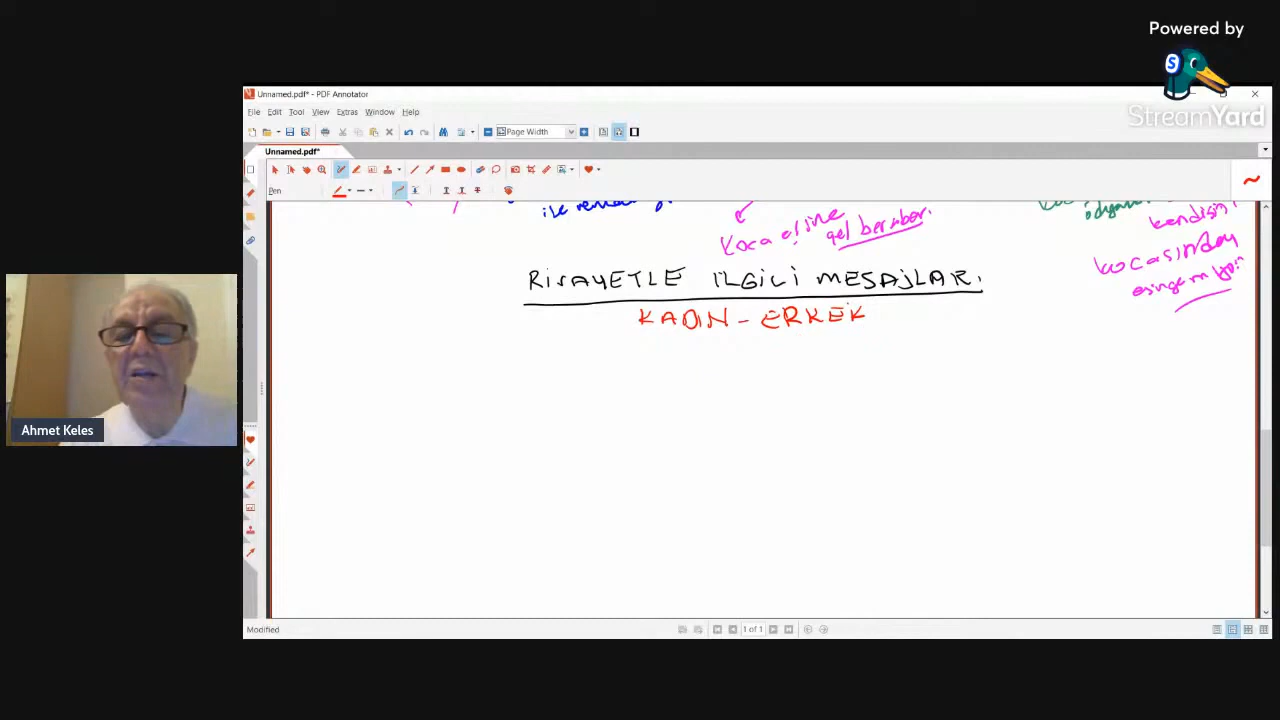 Powered by
StreamYard
Unnamed.pdf* - PDF Annotator
File Edit Tool View Extras Window Help
Page Width
Unnamed.pdf*
Pen
ile
Koca eline
gel beraber.
kendisini
kocasından
RİVAYETLE İLGİLİ MESAJLARI
KADIN - ERKEK
Ahmet Keles
Modified
1 of 1